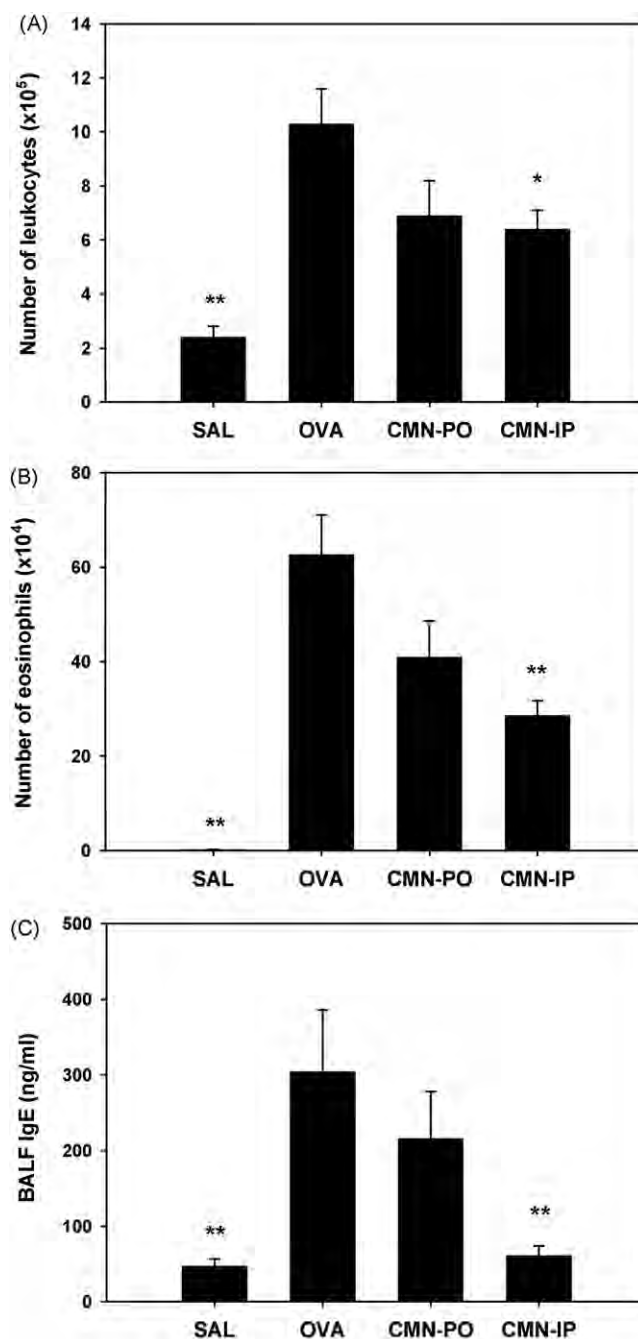 (A)
Number of leukocytes (x10⁵)
14
12
10
8
6
4
2
0
**
*
SAL OVA CMN-PO CMN-IP
(B)
Number of eosinophils (x10⁴)
80
60
40
20
0
**
**
SAL OVA CMN-PO CMN-IP
(C)
BALF IgE (ng/ml)
500
400
300
200
100
0
**
**
SAL OVA CMN-PO CMN-IP